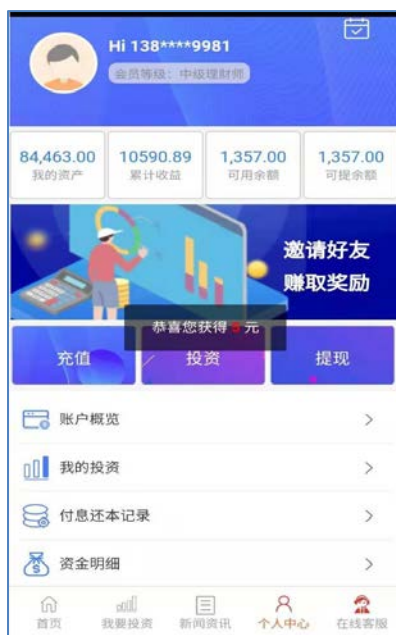 Hi 138****9981
会员等级：中级理财师
84,463.00 10590.89 1,357.00 1,357.00
我的资产 累计收益 可用余额 可提余额
邀请好友
赚取奖励
恭喜您获得 元
充值 投资 提现
账户概览
我的投资
付息还本记录
资金明细
首页 我要投资 新闻资讯 个人中心 在线客服